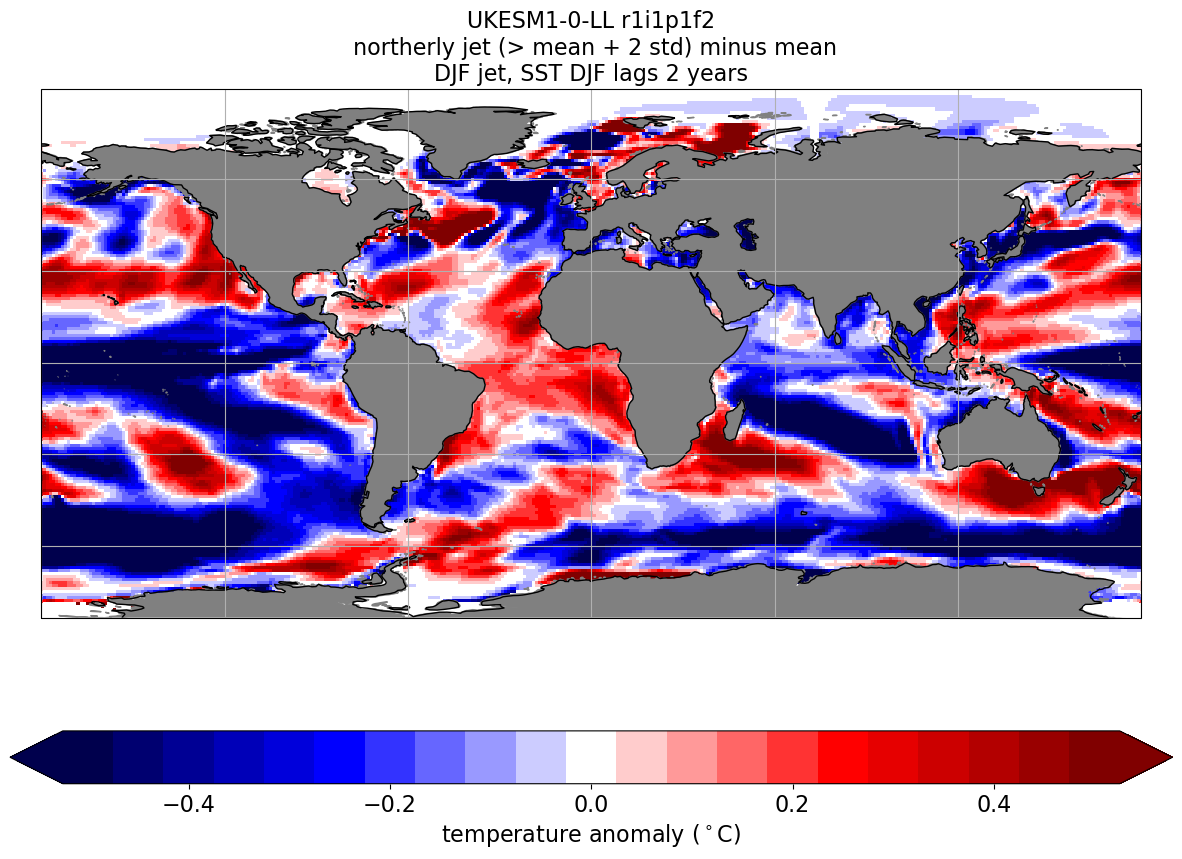 UKESM1-0-LL r1i1p1f2
northerly jet (> mean + 2 std) minus mean
DJF jet, SST DJF lags 2 years
−0.4 −0.2 0.0 0.2 0.4
temperature anomaly (°C)